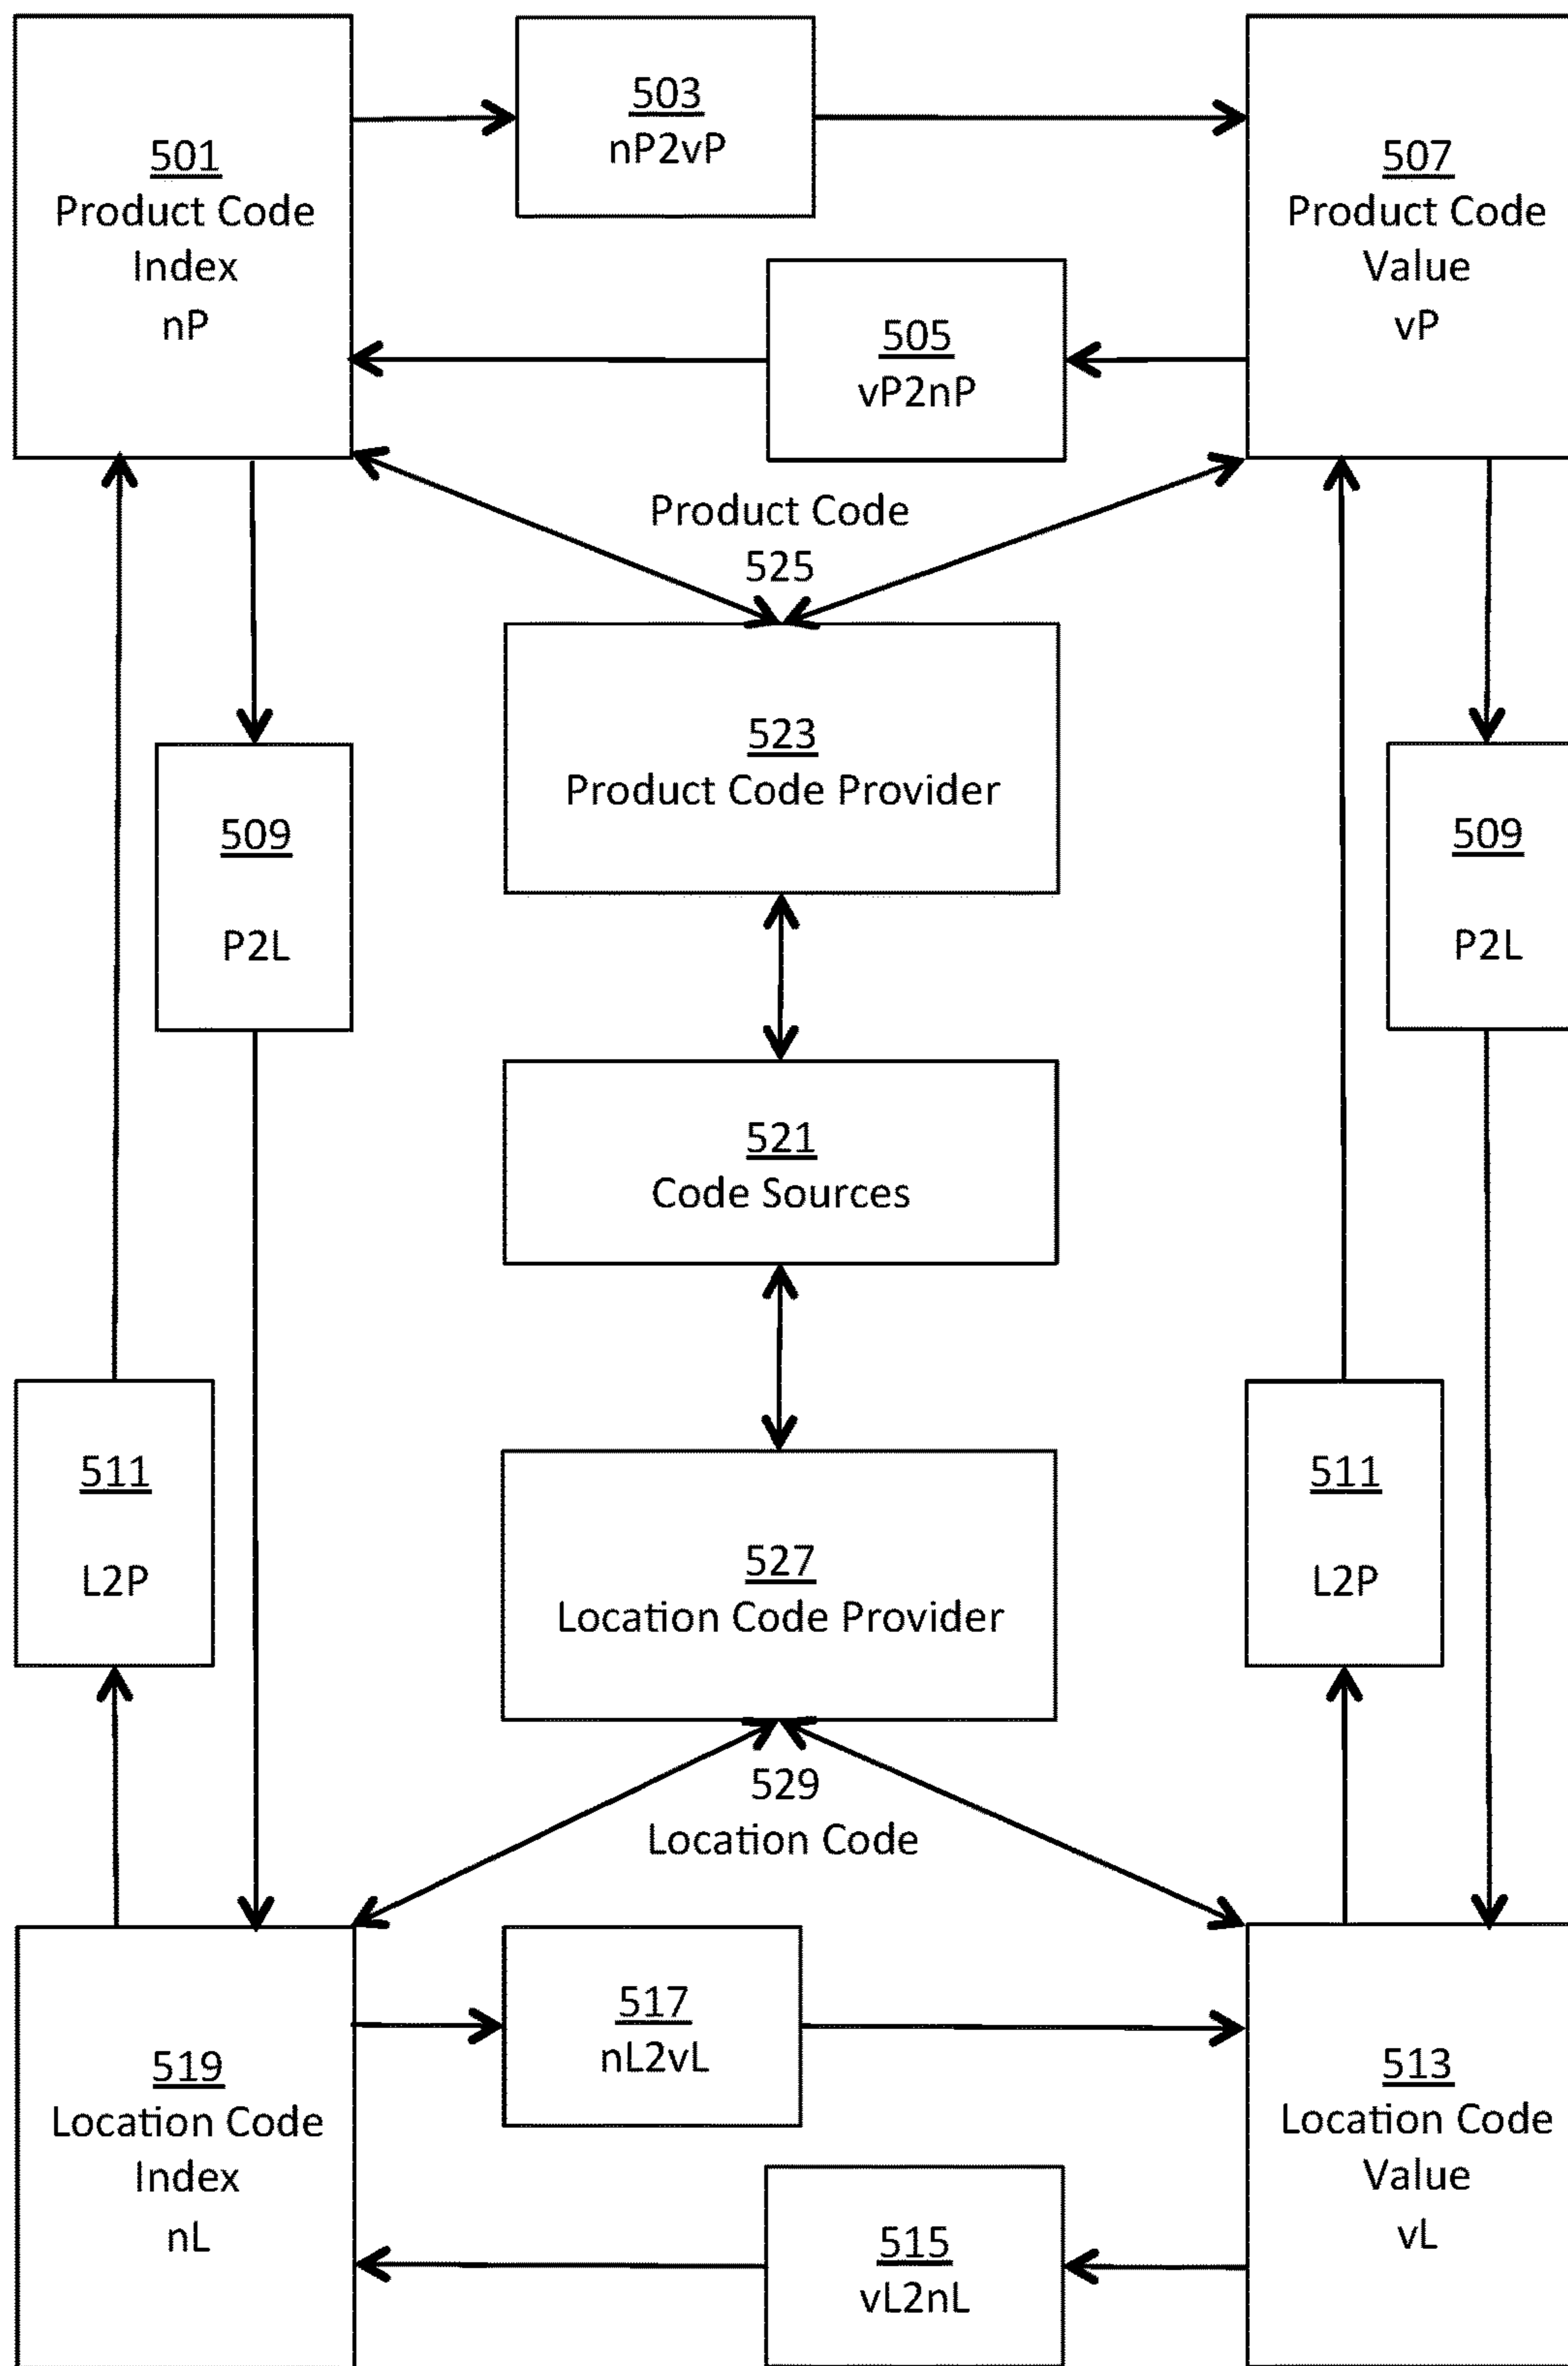 501
Product Code
Index
nP
503
nP2vP
507
Product Code
Value
vP
505
vP2nP
Product Code
525
523
Product Code Provider
509
P2L
509
P2L
521
Code Sources
511
L2P
511
L2P
527
Location Code Provider
529
Location Code
519
Location Code
Index
nL
517
nL2vL
513
Location Code
Value
vL
515
vL2nL